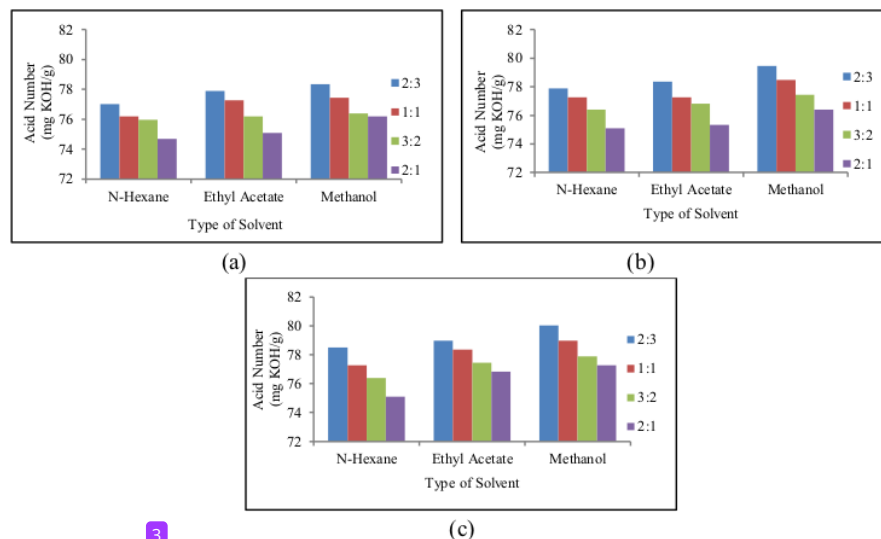 82
80
78
76
74
72
Acid Number
(mg KOH/g)
N-Hexane Ethyl Acetate Methanol
Type of Solvent
2:3
1:1
3:2
2:1
(a)
82
80
78
76
74
72
Acid Number
(mg KOH/g)
N-Hexane Ethyl Acetate Methanol
Type of Solvent
2:3
1:1
3:2
2:1
(b)
82
80
78
76
74
72
Acid Number
(mg KOH/g)
N-Hexane Ethyl Acetate Methanol
Type of Solvent
2:3
1:1
3:2
2:1
(c)
3